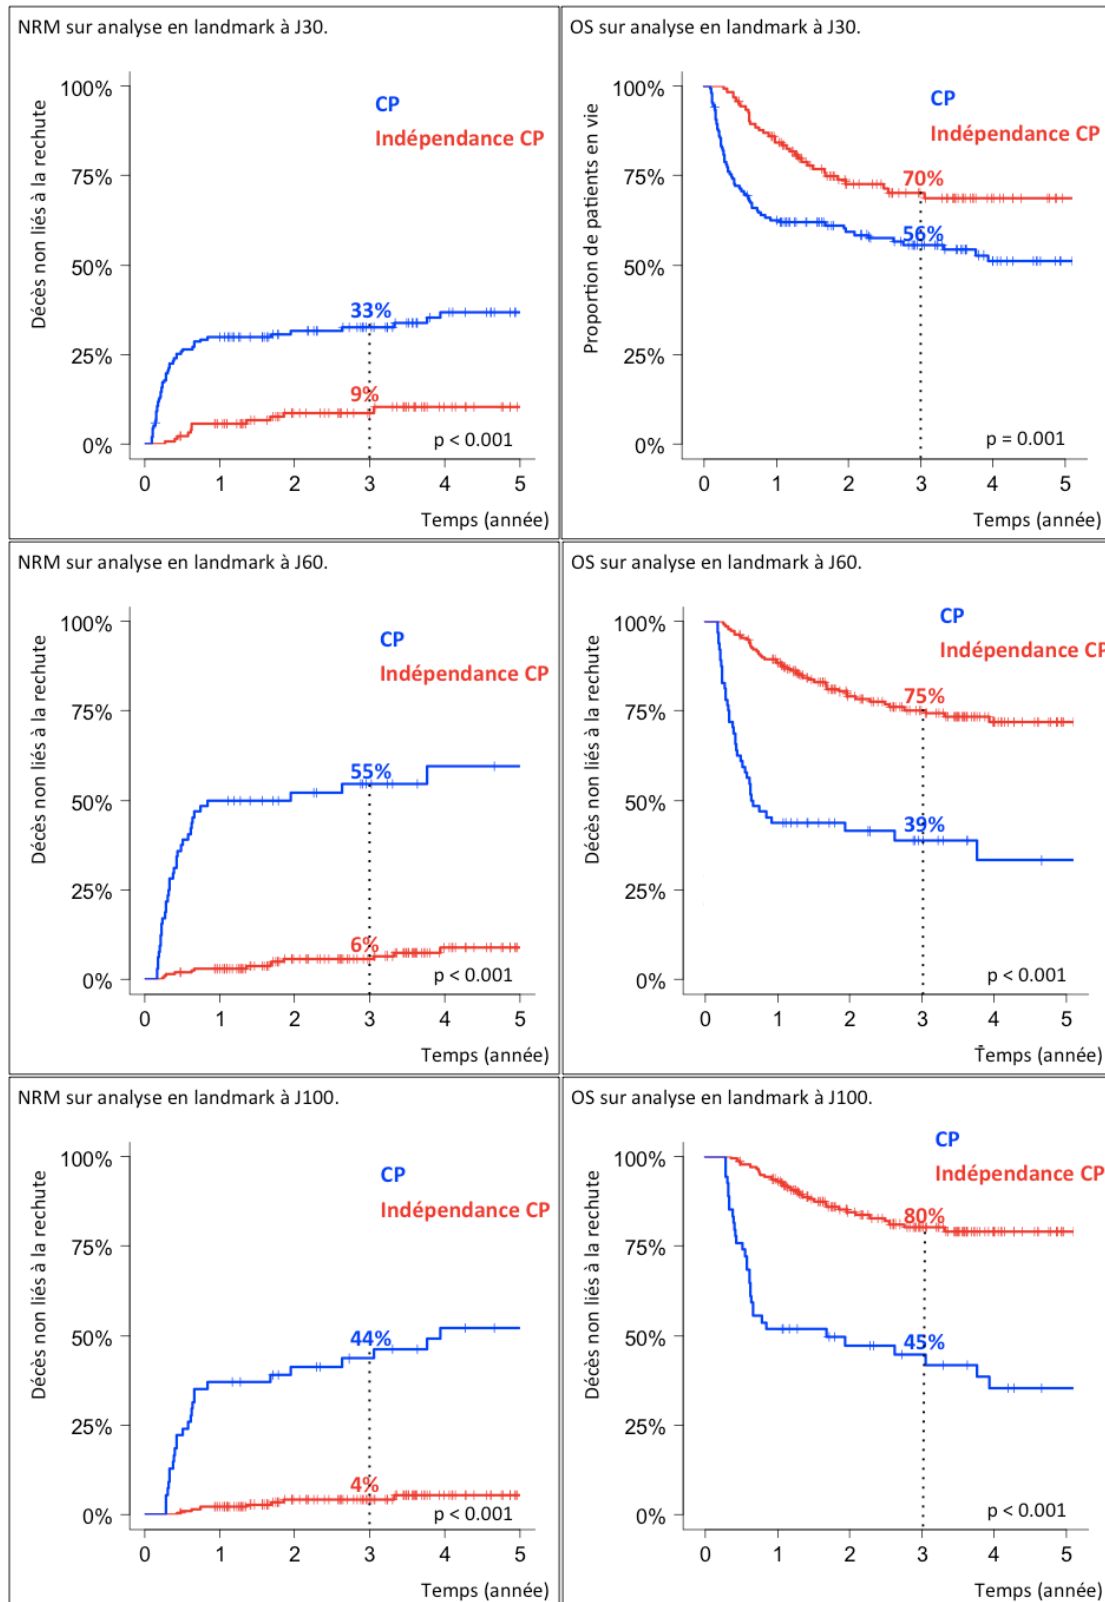 NRM sur analyse en landmark à J30.
Décès non liés à la rechute
100%
75%
50%
25%
0%
CP
Indépendance CP
33%
9%
p < 0.001
0 1 2 3 4 5
Temps (année)
OS sur analyse en landmark à J30.
Proportion de patients en vie
100%
75%
50%
25%
0%
CP
Indépendance CP
70%
56%
p = 0.001
0 1 2 3 4 5
Temps (année)
NRM sur analyse en landmark à J60.
Décès non liés à la rechute
100%
75%
50%
25%
0%
CP
Indépendance CP
55%
6%
p < 0.001
0 1 2 3 4 5
Temps (année)
OS sur analyse en landmark à J60.
Décès non liés à la rechute
100%
75%
50%
25%
0%
CP
Indépendance CP
75%
39%
p < 0.001
0 1 2 3 4 5
Temps (année)
NRM sur analyse en landmark à J100.
Décès non liés à la rechute
100%
75%
50%
25%
0%
CP
Indépendance CP
44%
4%
p < 0.001
0 1 2 3 4 5
Temps (année)
OS sur analyse en landmark à J100.
Décès non liés à la rechute
100%
75%
50%
25%
0%
CP
Indépendance CP
80%
45%
p < 0.001
0 1 2 3 4 5
Temps (année)